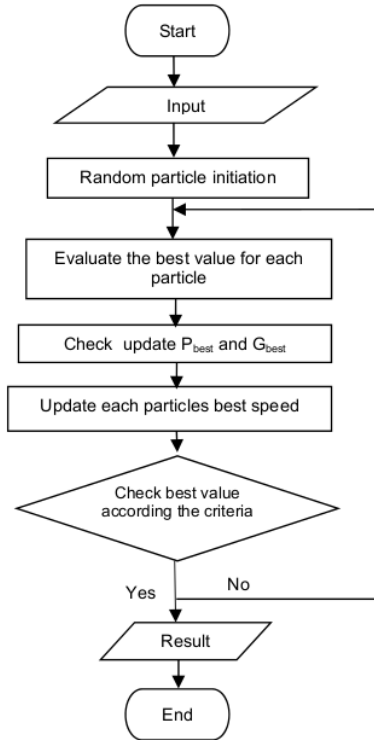 Start
Input
Random particle initiation
Evaluate the best value for each
particle
Check update Pbest and Gbest
Update each particles best speed
Check best value
according the criteria
Yes
No
Result
End